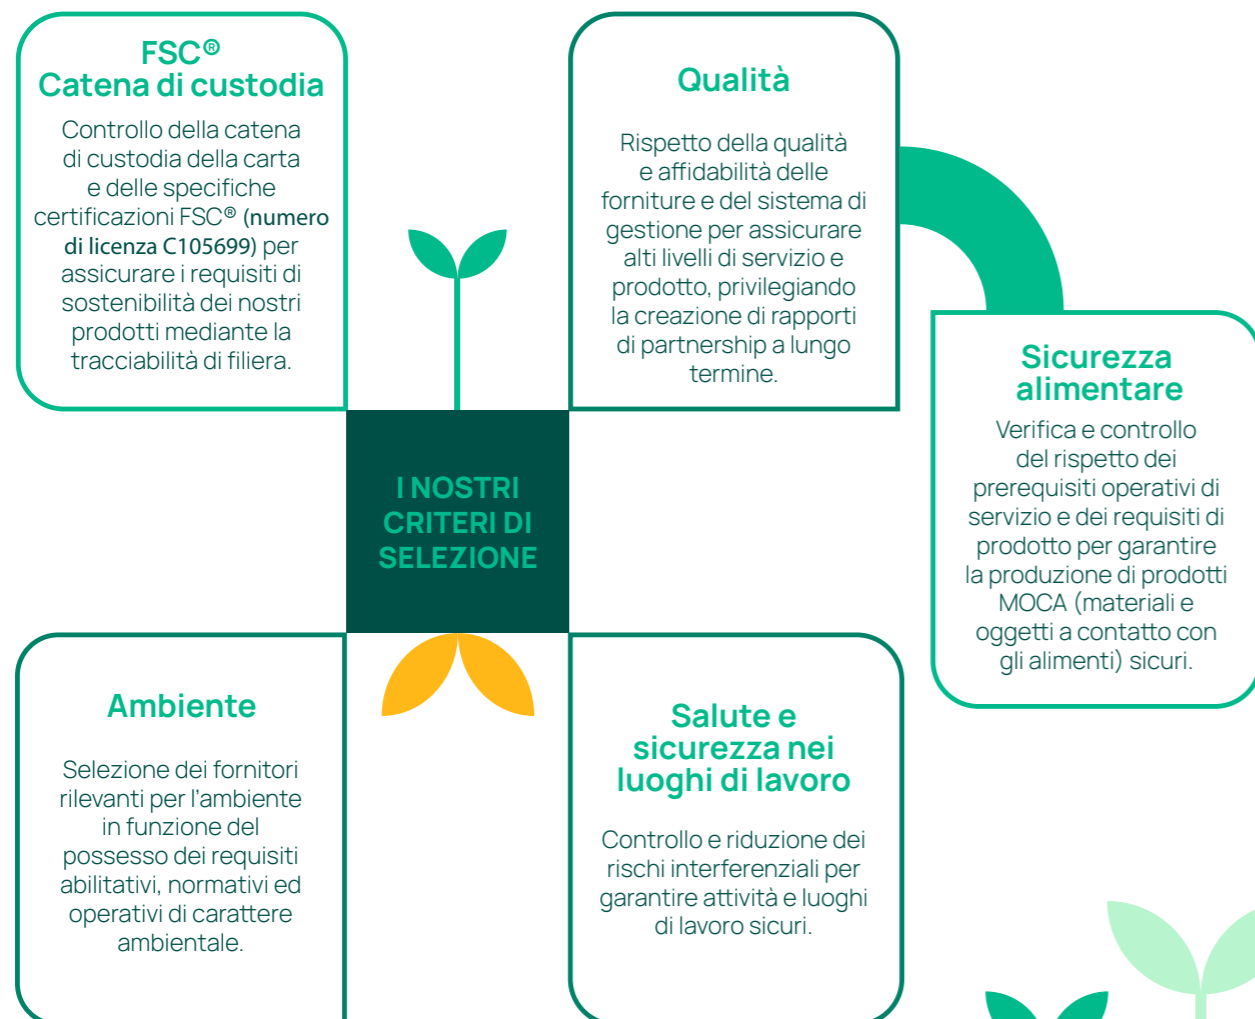 FSC®
Catena di custodia
Controllo della catena
di custodia della carta
e delle specifiche
certificazioni FSC® (numero
di licenza C105699) per
assicurare i requisiti di
sostenibilità dei nostri
prodotti mediante la
tracciabilità di filiera.
Qualità
Rispetto della qualità
e affidabilità delle
forniture e del sistema di
gestione per assicurare
alti livelli di servizio e
prodotto, privilegiando
la creazione di rapporti
di partnership a lungo
termine.
Sicurezza
alimentare
Verifica e controllo
del rispetto dei
prerequisiti operativi di
servizio e dei requisiti di
prodotto per garantire
la produzione di prodotti
MOCA (materiali e
oggetti a contatto con
gli alimenti) sicuri.
I NOSTRI
CRITERI DI
SELEZIONE
Ambiente
Selezione dei fornitori
rilevanti per l'ambiente
in funzione del
possesso dei requisiti
abilitativi, normativi ed
operativi di carattere
ambientale.
Salute e
sicurezza nei
luoghi di lavoro
Controllo e riduzione dei
rischi interferenziali per
garantire attività e luoghi
di lavoro sicuri.